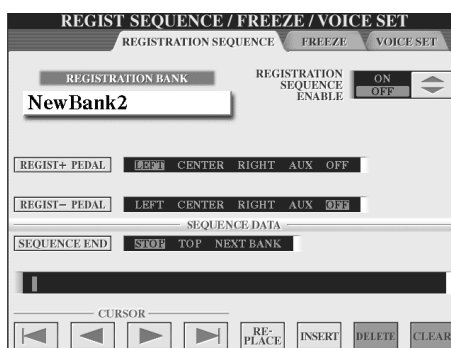 REGIST SEQUENCE / FREEZE / VOICE SET
REGISTRATION SEQUENCE FREEZE VOICE SET
REGISTRATION BANK
NewBank2
REGISTRATION
SEQUENCE
ENABLE
ON
OFF
REGIST+ PEDAL LEFT CENTER RIGHT AUX OFF
REGIST– PEDAL LEFT CENTER RIGHT AUX OFF
SEQUENCE DATA
SEQUENCE END STOP TOP NEXT BANK
CURSOR
RE-
PLACE
INSERT DELETE CLEAR